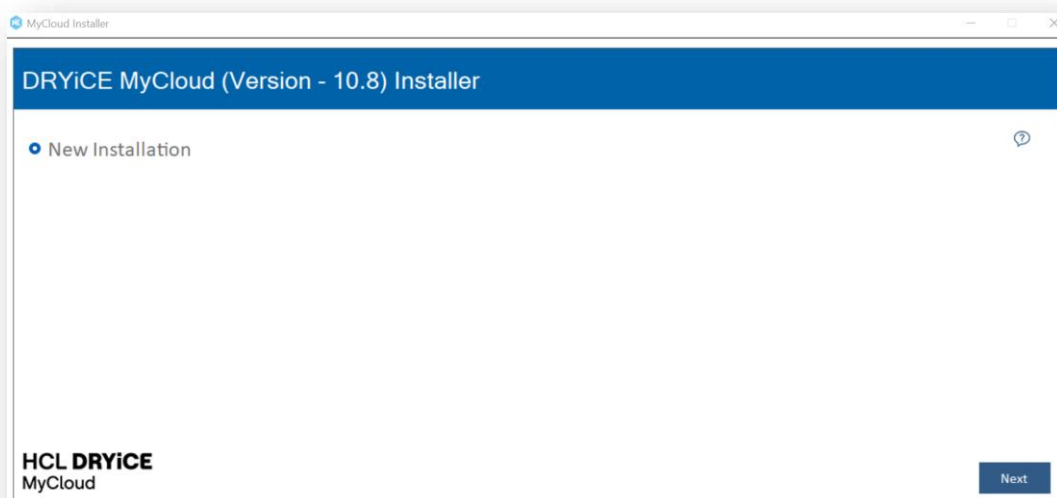 MyCloud Installer
DRYiCE MyCloud (Version - 10.8) Installer
New Installation
?
HCL DRYiCE
MyCloud
Next